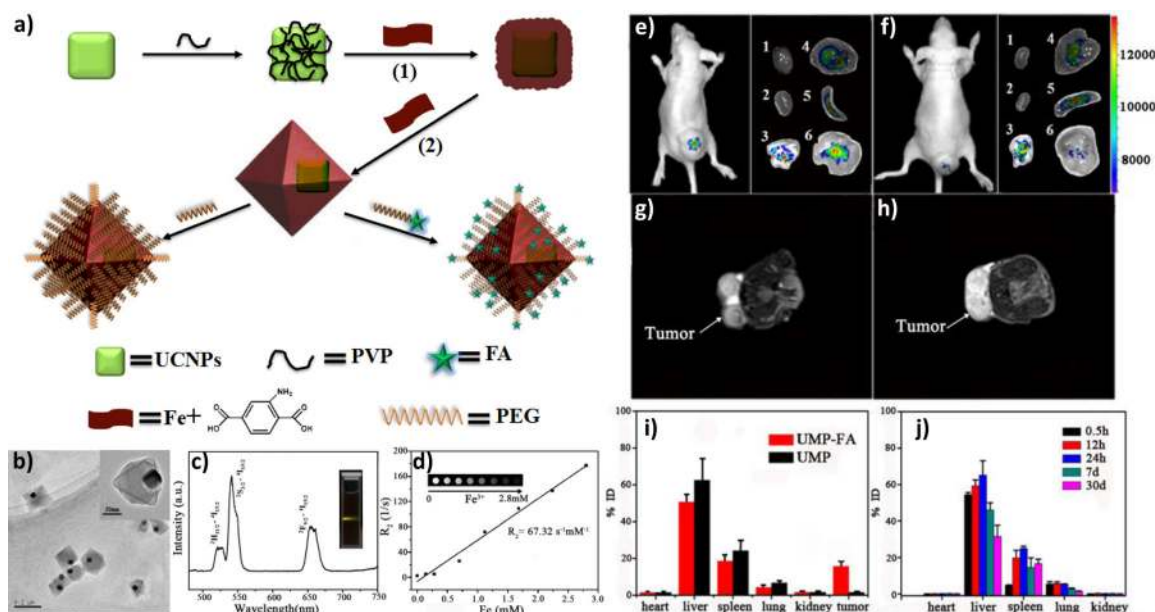 a)
(1)
(2)
=UCNPs
=PVP
=FA
=Fe+
NH₂
HO
O
O
OH
=PEG
b)
c)
Intensity (a.u.)
500 550 600 650 700 750
Wavelength(nm)
d)
R₂ (1/s)
200
160
120
80
40
0
0 Fe³⁺ 2.8mM
R₂= 67.32 s⁻¹mM⁻¹
0.0 0.5 1.0 1.5 2.0 2.5 3.0
Fe (mM)
e)
1
2
3
4
5
6
f)
1
2
3
4
5
6
12000
10000
8000
g)
Tumor
h)
Tumor
i)
UMP-FA
UMP
% ID
100
80
60
40
20
0
heart liver spleen lung kidney tumor
j)
0.5h
12h
24h
7d
30d
% ID
100
80
60
40
20
0
heart liver spleen lung kidney